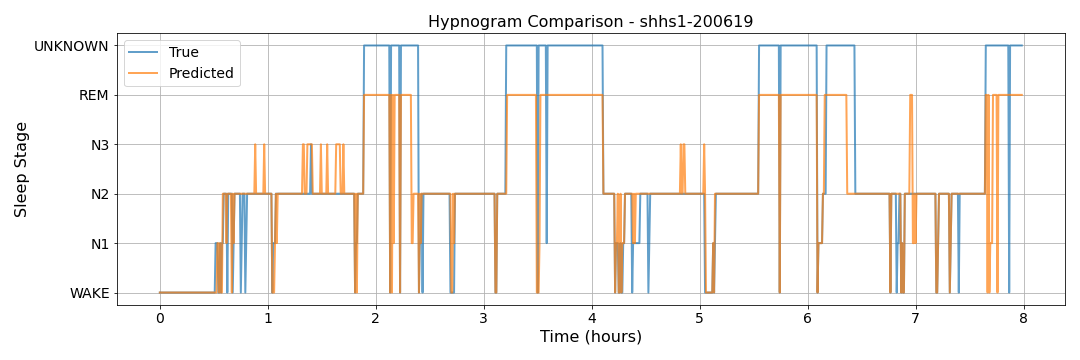 Hypnogram Comparison - shhs1-200619
True
Predicted
Sleep Stage
UNKNOWN
REM
N3
N2
N1
WAKE
0 1 2 3 4 5 6 7 8
Time (hours)